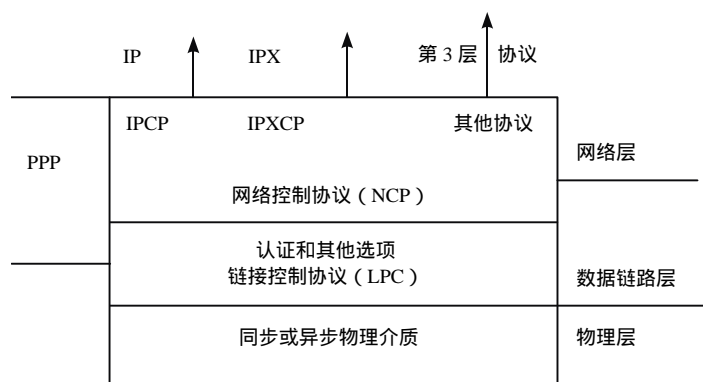 IP IPX 第 3 层 协议
IPCP IPXCP 其他协议
网络层
PPP
网络控制协议（NCP）
认证和其他选项
链接控制协议（LPC） 数据链路层
同步或异步物理介质 物理层